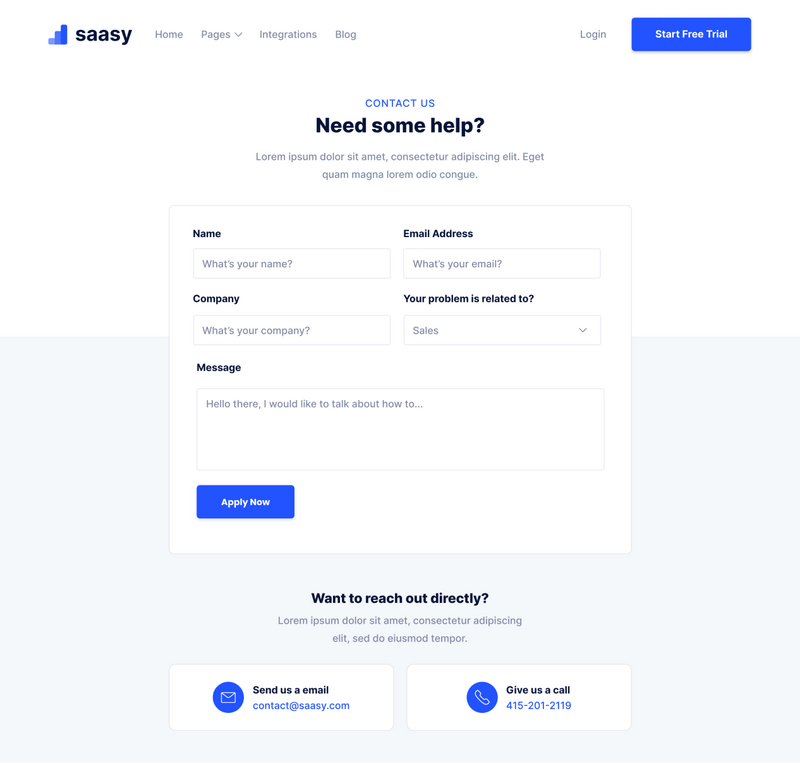 saasy
Home
Pages
Integrations
Blog
Login
Start Free Trial
CONTACT US
Need some help?
Lorem ipsum dolor sit amet, consectetur adipiscing elit. Eget
quam magna lorem odio congue.
Name
Email Address
What's your name?
What's your email?
Company
Your problem is related to?
What's your company?
Sales
Message
Hello there, I would like to talk about how to...
Apply Now
Want to reach out directly?
Lorem ipsum dolor sit amet, consectetur adipiscing
elit, sed do eiusmod tempor.
Send us a email
contact@saasy.com
Give us a call
415-201-2119